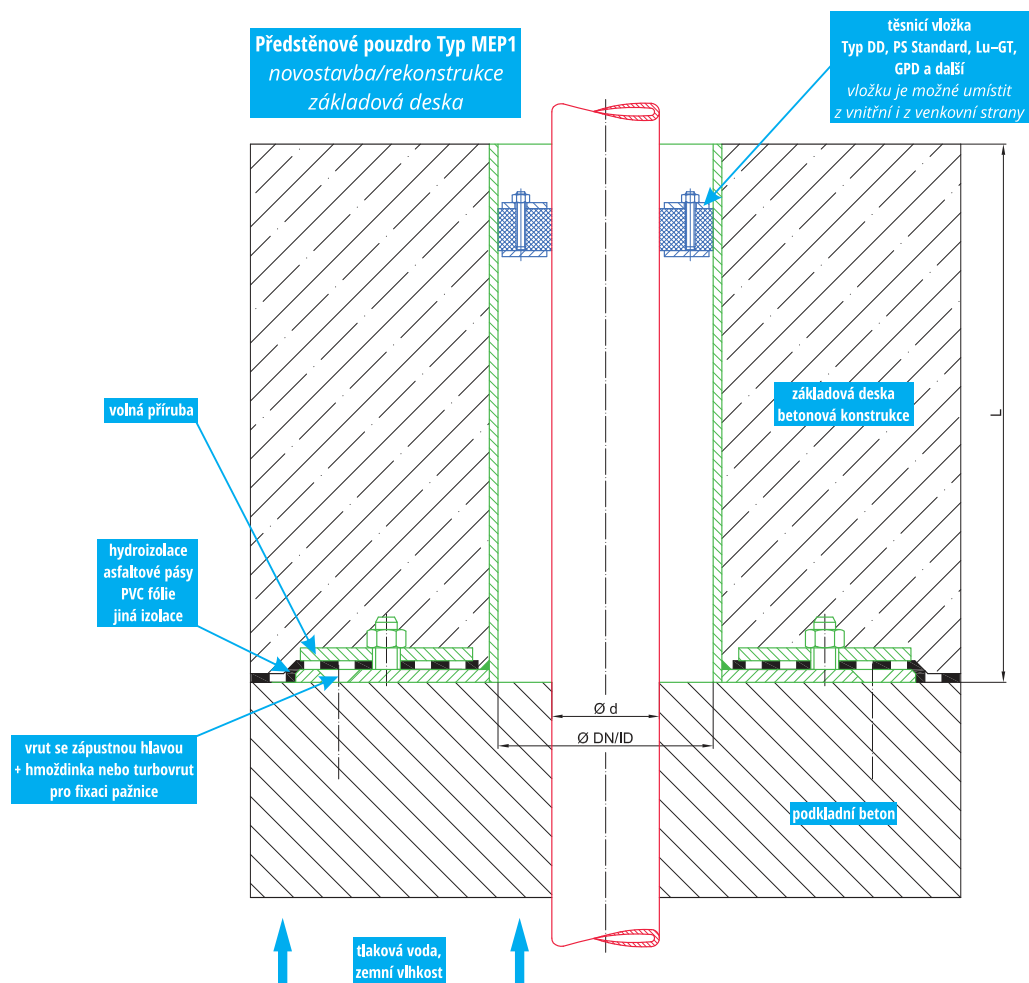 Předstěnové pouzdro Typ MEP1
novostavba/rekonstrukce
základová deska
těsnicí vložka
Typ DD, PS Standard, Lu–GT,
GPD a další
vložku je možné umístit
z vnitřní i z venkovní strany
volná příruba
základová deska
betonová konstrukce
L
hydroizolace
asfaltové pásy
PVC fólie
jiná izolace
Ø d
Ø DN/ID
vrut se zápustnou hlavou
+ hmoždinka nebo turbovrut
pro fixaci pažnice
podkladní beton
tlaková voda,
zemní vlhkost